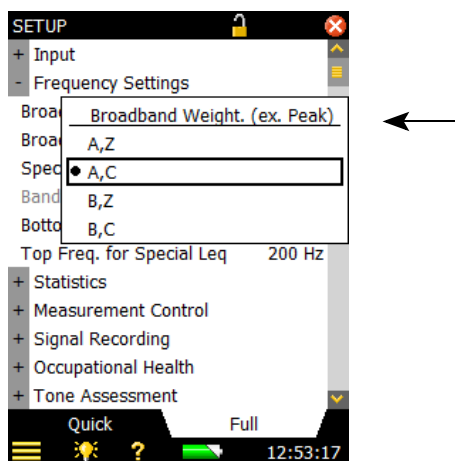 SETUP
+ Input
- Frequency Settings
Broad
Broadband Weight. (ex. Peak)
Broa
A,Z
Spec
A,C
Band
B,Z
Botto
B,C
Top Freq. for Special Leq 200 Hz
+ Statistics
+ Measurement Control
+ Signal Recording
+ Occupational Health
+ Tone Assessment
Quick Full
? 12:53:17